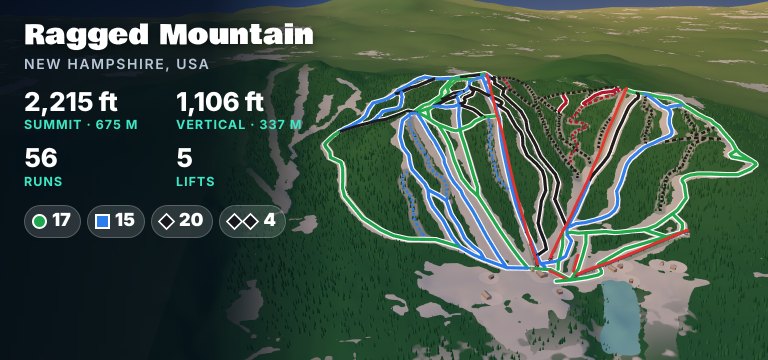 Ragged Mountain
NEW HAMPSHIRE, USA
2,215 ft 1,106 ft
SUMMIT · 675 M VERTICAL · 337 M
56 5
RUNS LIFTS
17 15 20 4